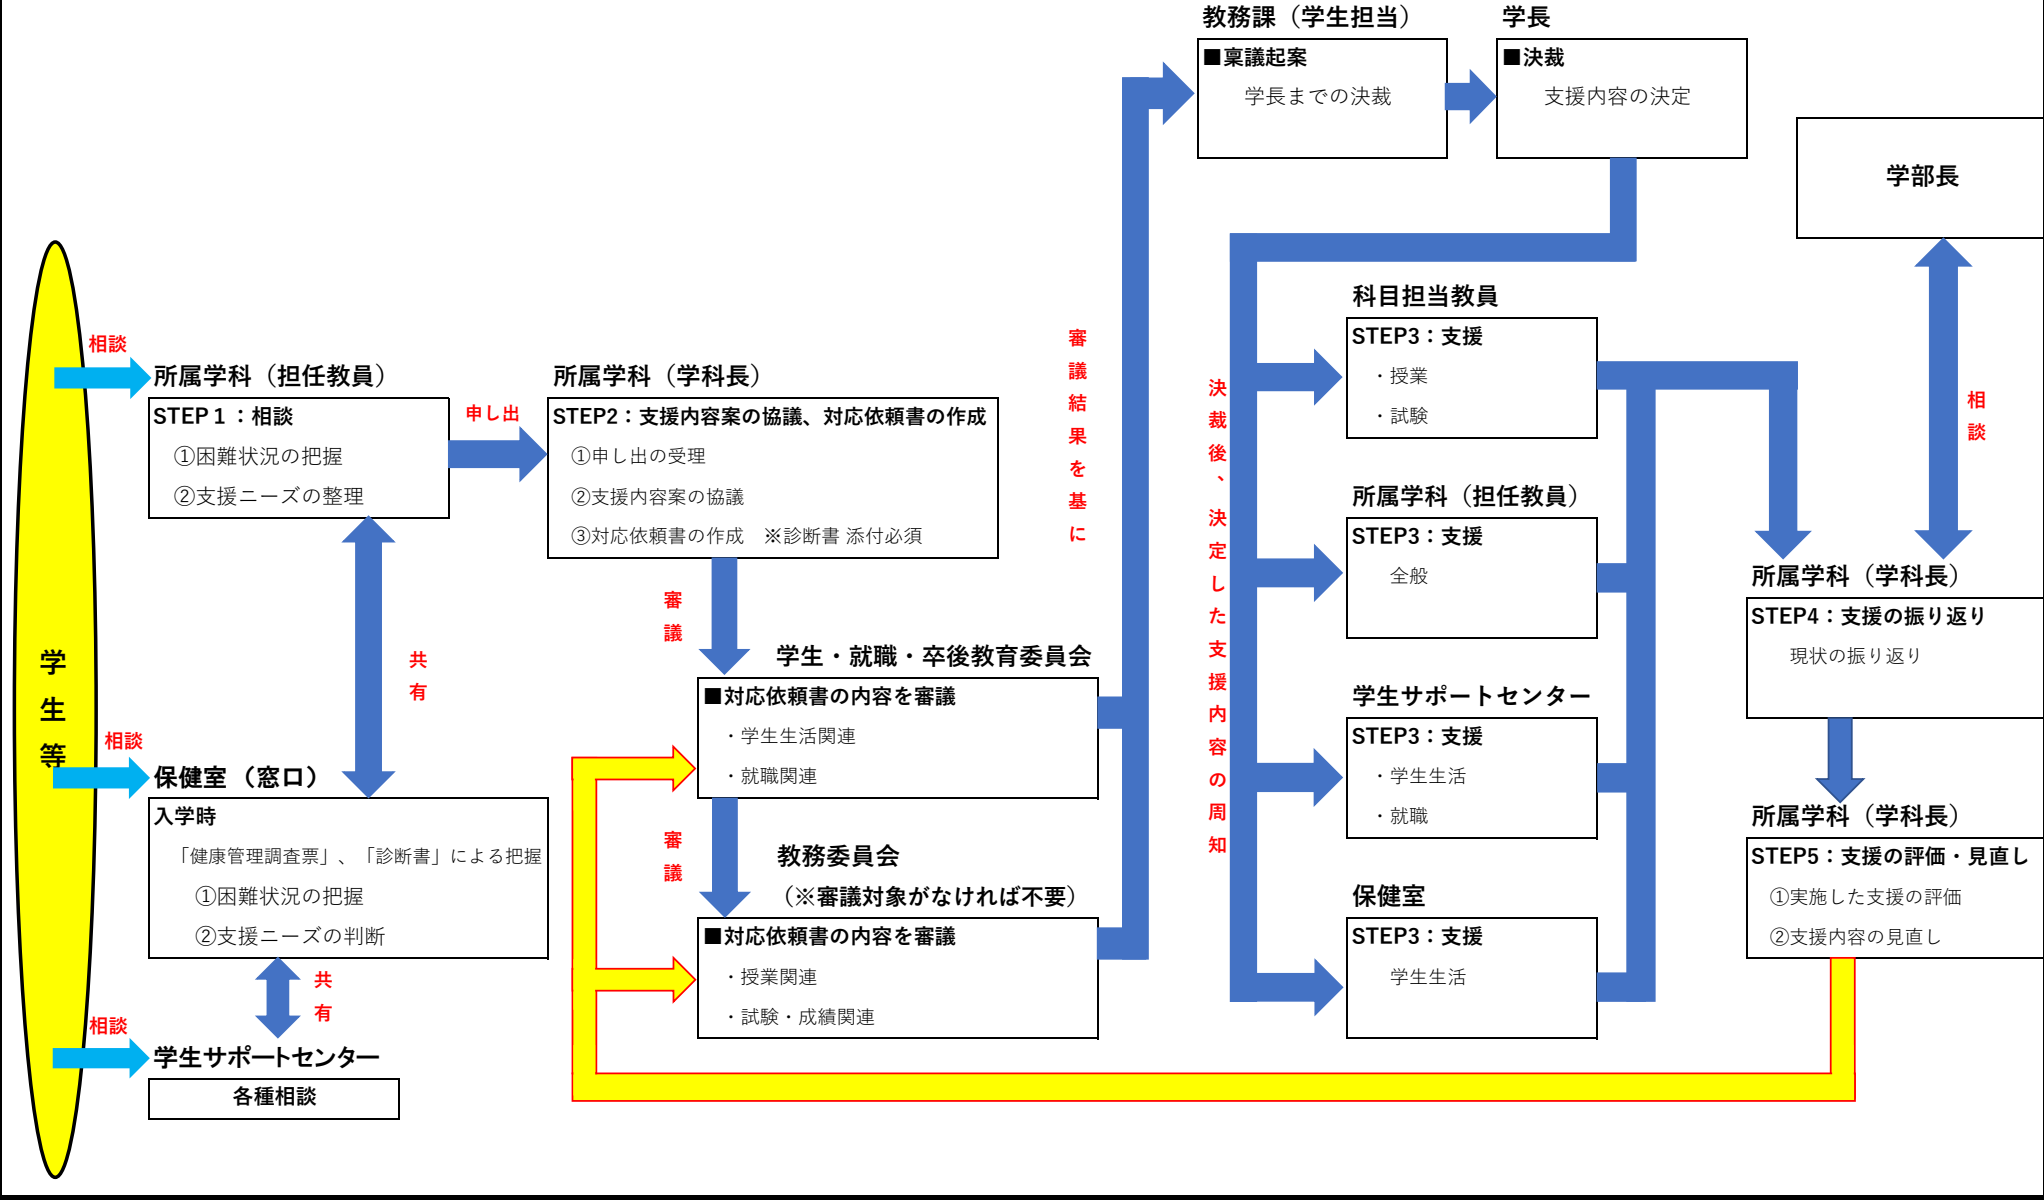 学生等
相談
所属学科（担任教員）
STEP１：相談
①困難状況の把握
②支援ニーズの整理
申し出
所属学科（学科長）
STEP2：支援内容案の協議、対応依頼書の作成
①申し出の受理
②支援内容案の協議
③対応依頼書の作成　※診断書 添付必須
共有
相談
保健室（窓口）
入学時
「健康管理調査票」、「診断書」による把握
①困難状況の把握
②支援ニーズの判断
共有
相談
学生サポートセンター
各種相談
審議
学生・就職・卒後教育委員会
■対応依頼書の内容を審議
・学生生活関連
・就職関連
審議
教務委員会
（※審議対象がなければ不要）
■対応依頼書の内容を審議
・授業関連
・試験・成績関連
審議結果を基に
教務課（学生担当）
■稟議起案
学長までの決裁
学長
■決裁
支援内容の決定
決裁後、決定した支援内容の周知
科目担当教員
STEP3：支援
・授業
・試験
所属学科（担任教員）
STEP3：支援
全般
学生サポートセンター
STEP3：支援
・学生生活
・就職
保健室
STEP3：支援
学生生活
学部長
相談
所属学科（学科長）
STEP4：支援の振り返り
現状の振り返り
所属学科（学科長）
STEP5：支援の評価・見直し
①実施した支援の評価
②支援内容の見直し